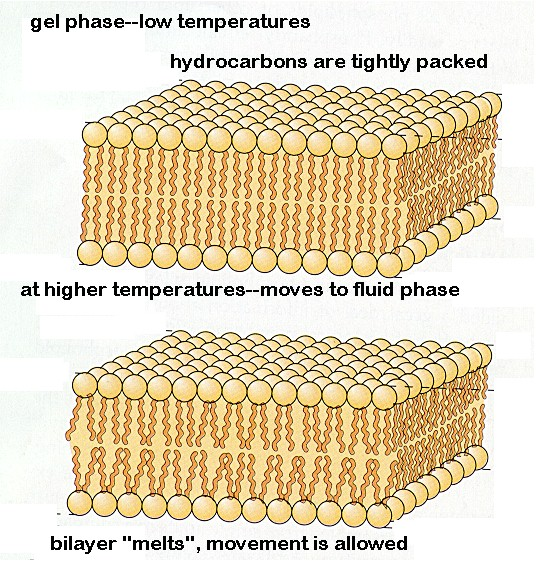 gel phase--low temperatures
hydrocarbons are tightly packed
at higher temperatures--moves to fluid phase
bilayer "melts", movement is allowed